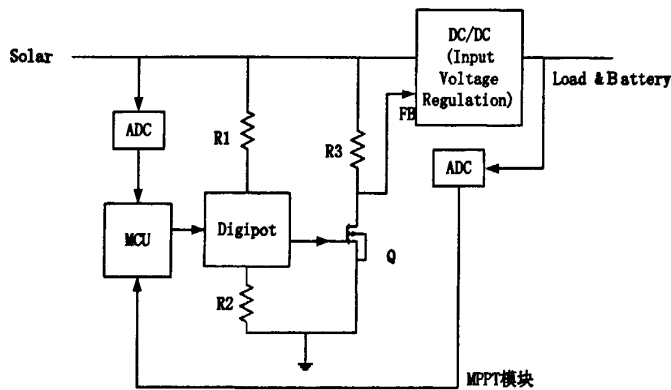 DC/DC
(Input
Voltage
Regulation)
Solar
Load &Battery
FB
ADC
R1
R3
ADC
MCU
Digipot
Q
R2
MPPT模块